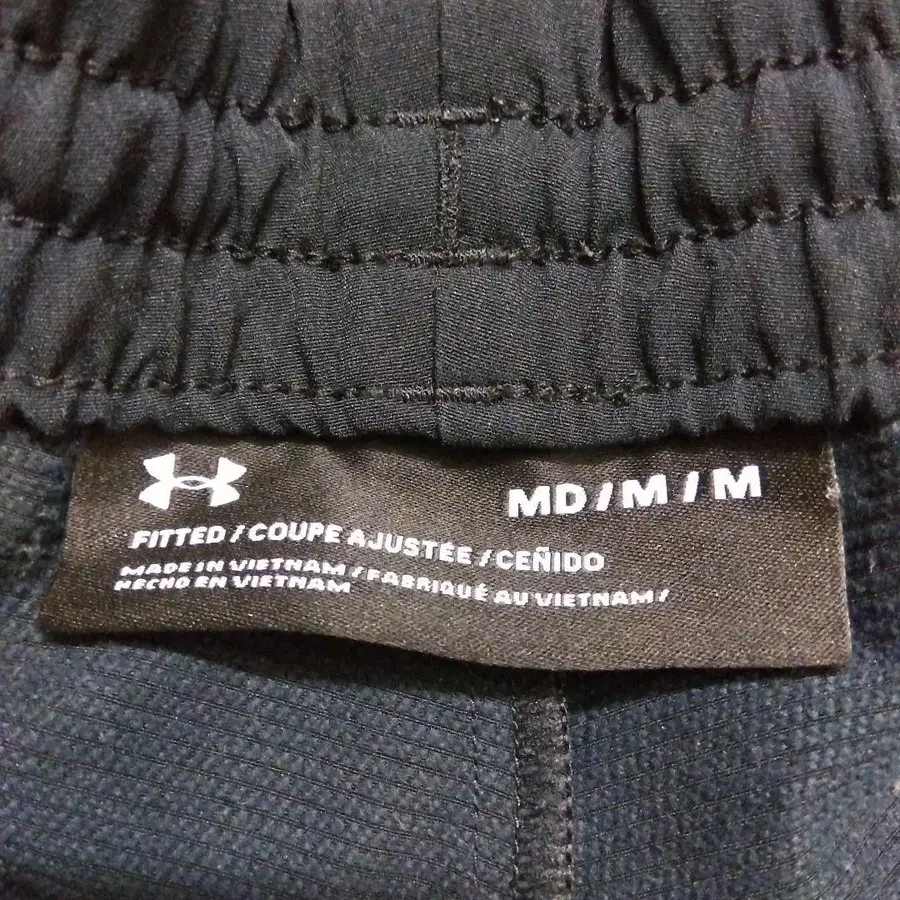 MD/M/M
FITTED / COUPE AJUSTÉE / CEÑIDO
MADE IN VIETNAM / FABRIQUÉ AU VIETNAM /
HECHO EN VIETNAM